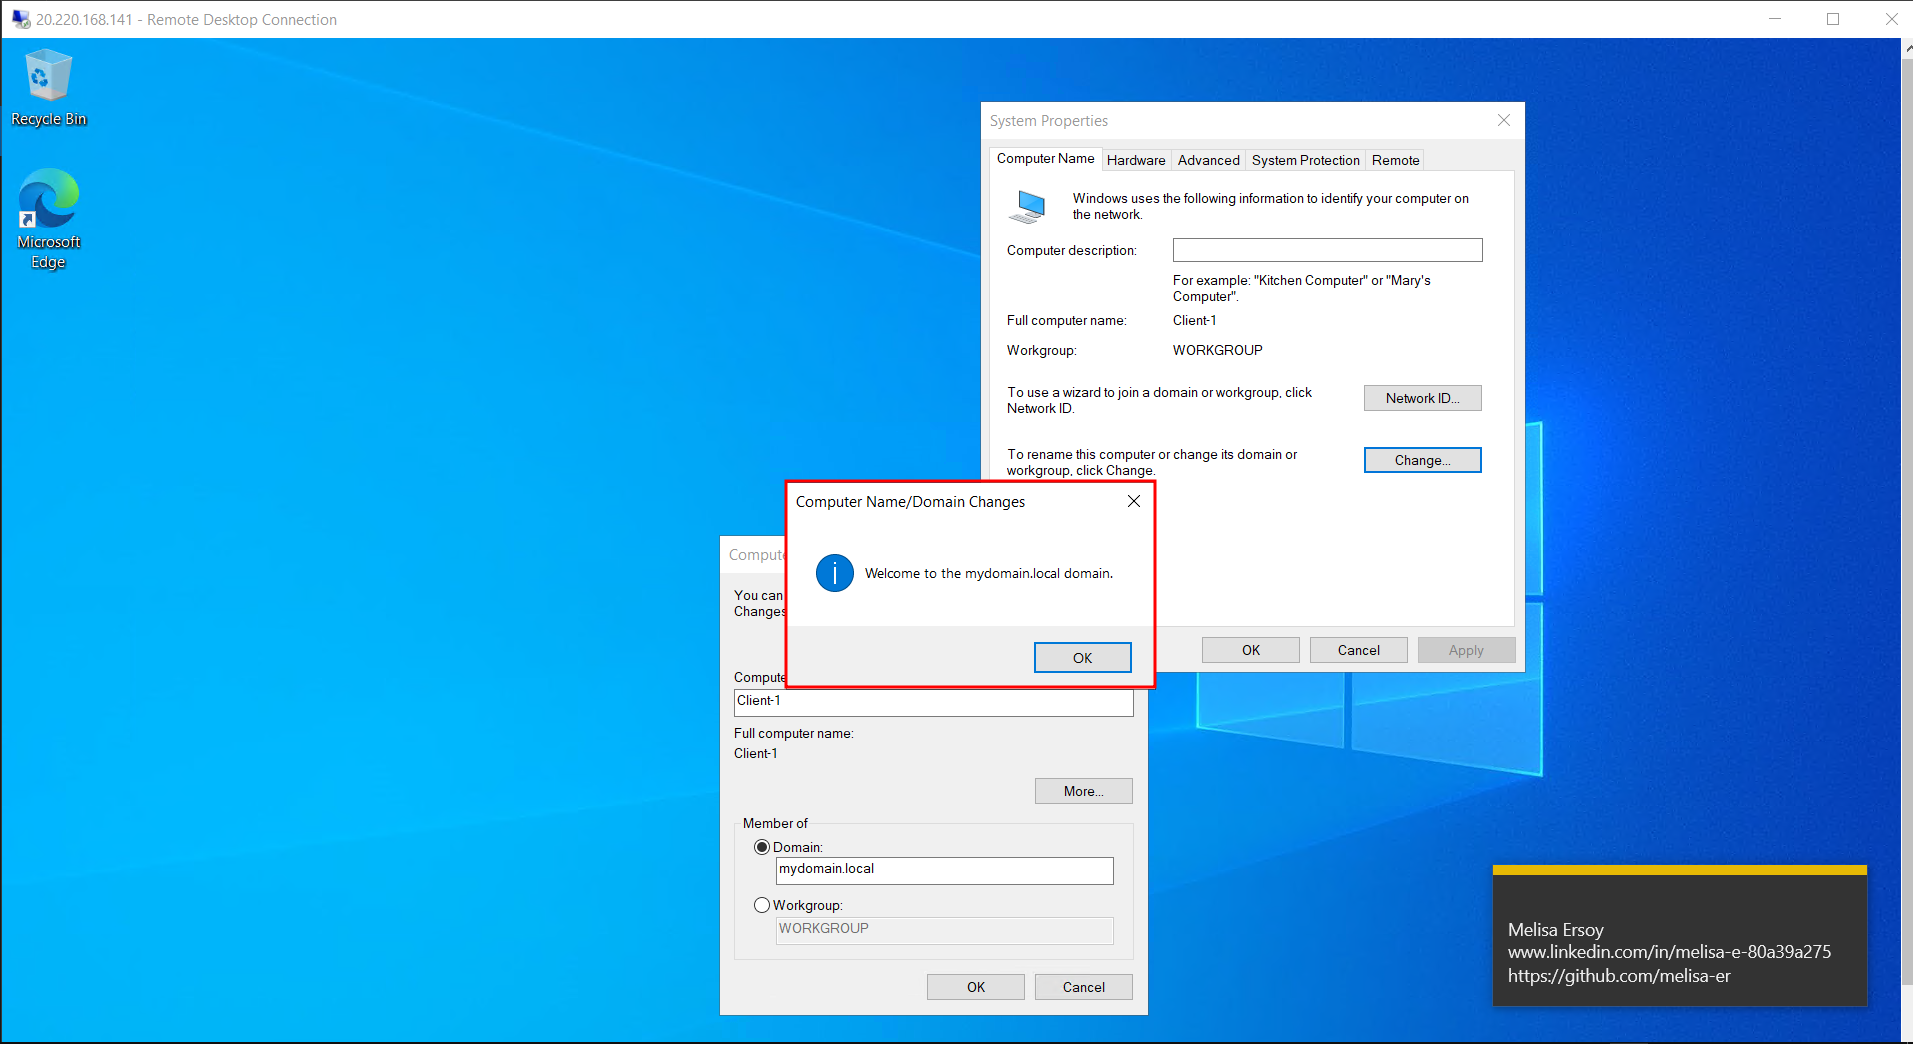 20.220.168.141 - Remote Desktop Connection
Recycle Bin
Microsoft
Edge
System Properties
Computer Name
Hardware
Advanced
System Protection
Remote
Windows uses the following information to identify your computer on
the network.
Computer description:
For example: "Kitchen Computer" or "Mary's
Computer".
Full computer name:
Client-1
Workgroup:
WORKGROUP
To use a wizard to join a domain or workgroup, click
Network ID.
Network ID...
To rename this computer or change its domain or
workgroup, click Change.
Change...
OK
Cancel
Apply
Computer Name/Domain Changes
Welcome to the mydomain.local domain.
OK
Compute
You can
Changes
Compute
Client-1
Full computer name:
Client-1
More...
Member of
Domain:
mydomain.local
Workgroup:
WORKGROUP
OK
Cancel
Melisa Ersoy
www.linkedin.com/in/melisa-e-80a39a275
https://github.com/melisa-er